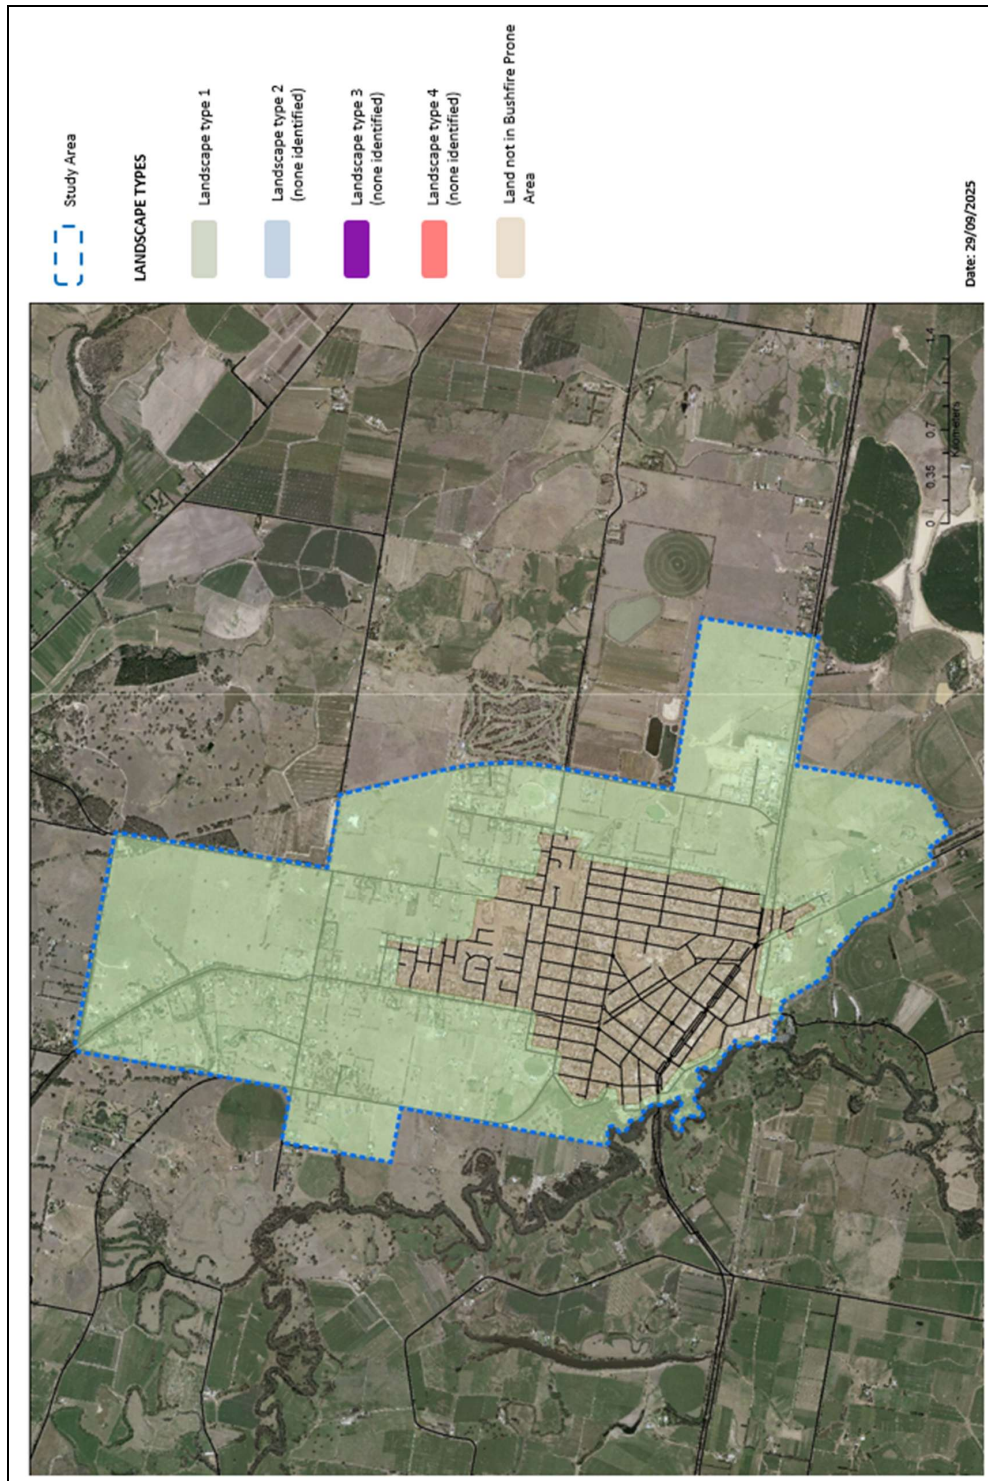 Study Area
LANDSCAPE TYPES
Landscape type 1
Landscape type 2
(none identified)
Landscape type 3
(none identified)
Landscape type 4
(none identified)
Land not in Bushfire Prone
Area
0 0.35 0.7 1.4
Kilometers
Date: 29/09/2025